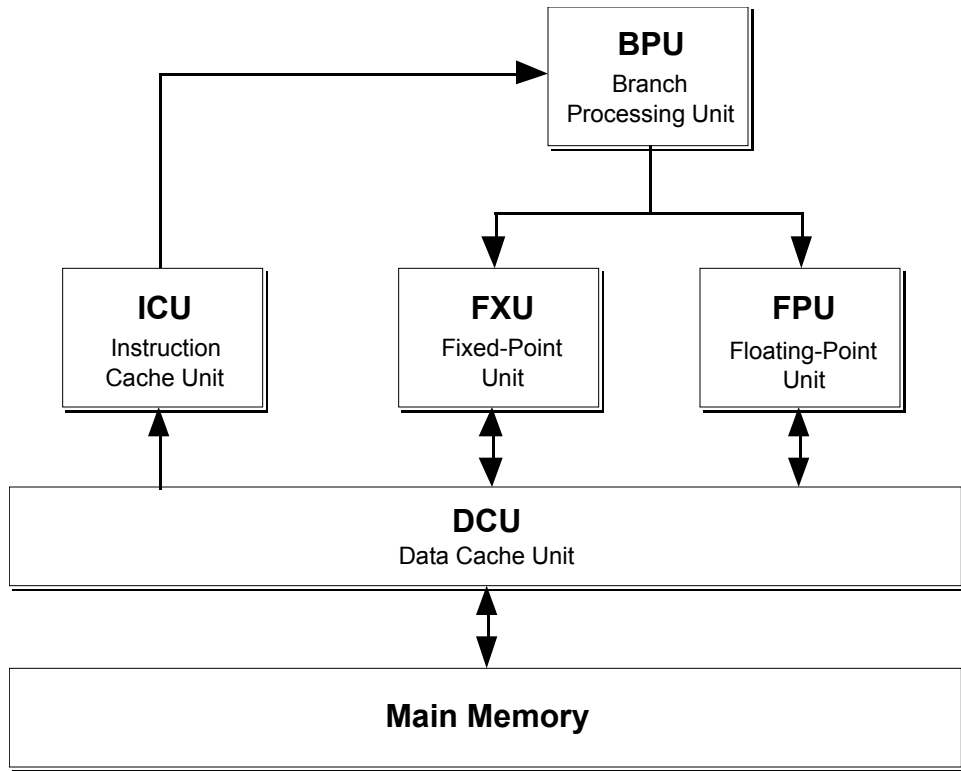 BPU
Branch
Processing Unit
ICU
Instruction
Cache Unit
FXU
Fixed-Point
Unit
FPU
Floating-Point
Unit
DCU
Data Cache Unit
Main Memory